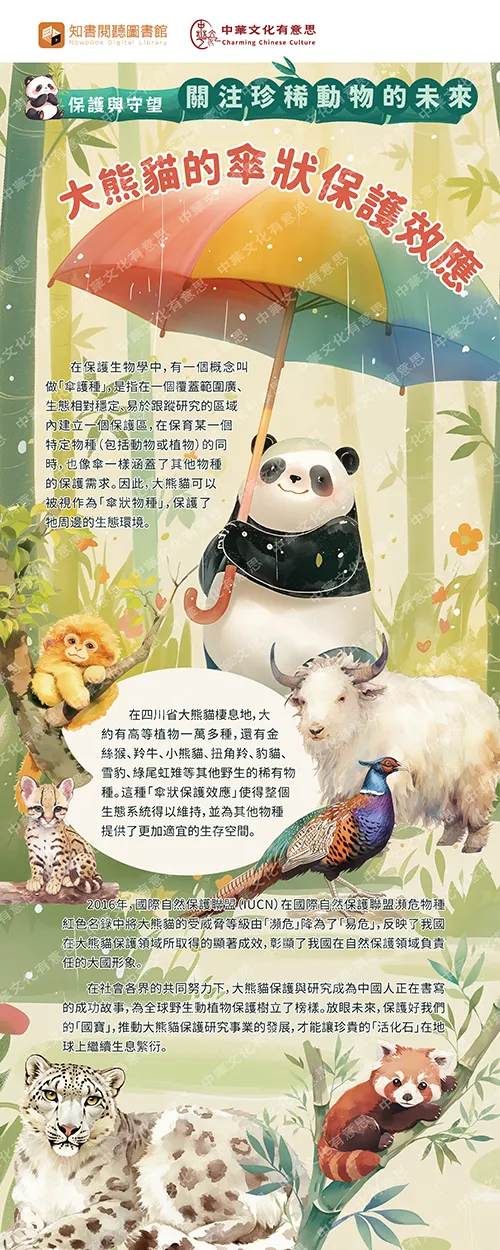 知書閱聽圖書館
Nowbook Digital Library
中華文化有意思
Charming Chinese Culture
保護與守望
關注珍稀動物的未來
大熊貓的傘狀保護效應
在保護生物學中，有一個概念叫
做「傘護種」，是指在一個覆蓋範圍廣、
生態相對穩定、易於跟蹤研究的區域
內建立一個保護區，在保育某一個
特定物種（包括動物或植物）的同
時，也像傘一樣涵蓋了其他物種
的保護需求。因此，大熊貓可以
被視作為「傘狀物種」，保護了
牠周邊的生態環境。
在四川省大熊貓棲息地，大
約有高等植物一萬多種，還有金
絲猴、羚牛、小熊貓、扭角羚、豹貓、
雪豹、綠尾虹雉等其他野生的稀有物
種。這種「傘狀保護效應」使得整個
生態系統得以維持，並為其他物種
提供了更加適宜的生存空間。
2016年，國際自然保護聯盟（IUCN）在國際自然保護聯盟瀕危物種
紅色名錄中將大熊貓的受威脅等級由「瀕危」降為了「易危」，反映了我國
在大熊貓保護領域所取得的顯著成效，彰顯了我國在自然保護領域負責
任的大國形象。
在社會各界的共同努力下，大熊貓保護與研究成為中國人正在書寫
的成功故事，為全球野生動植物保護樹立了榜樣。放眼未來，保護好我們
的「國寶」，推動大熊貓保護研究事業的發展，才能讓珍貴的「活化石」在地
球上繼續生息繁衍。